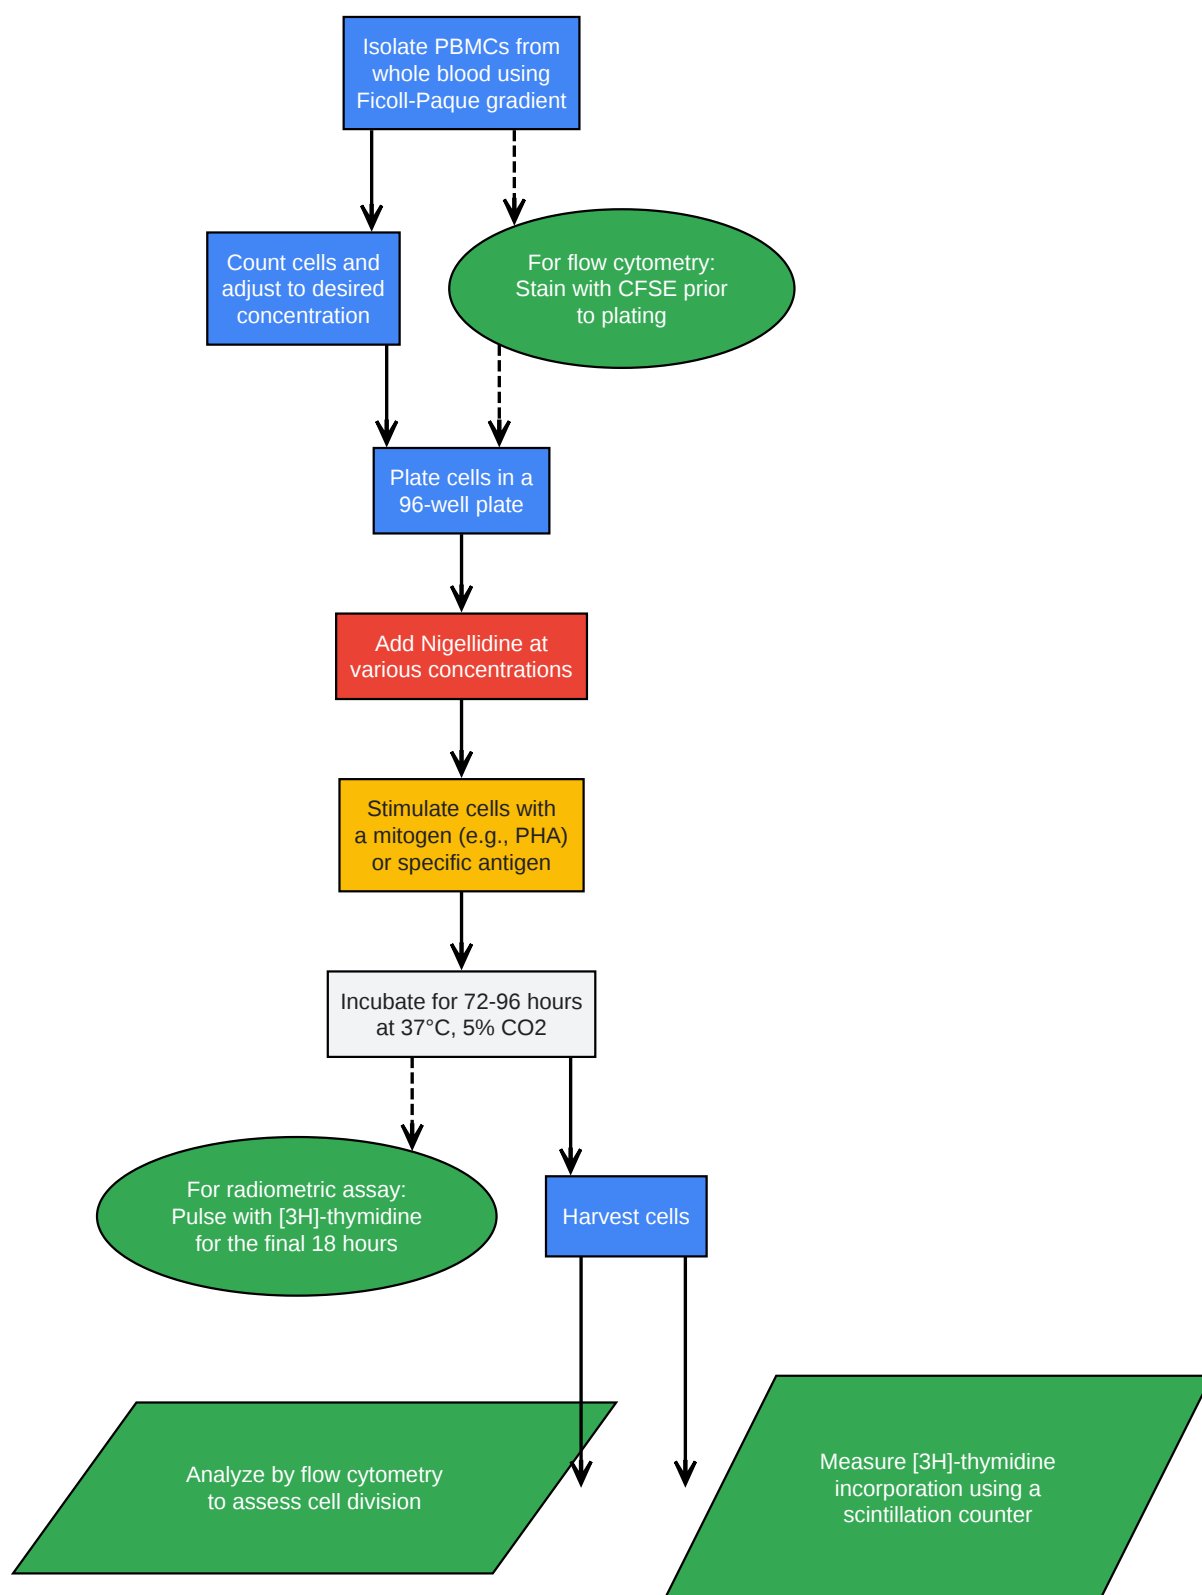 Isolate PBMCs from
whole blood using
Ficoll-Paque gradient
Count cells and
adjust to desired
concentration
For flow cytometry:
Stain with CFSE prior
to plating
Plate cells in a
96-well plate
Add Nigellidine at
various concentrations
Stimulate cells with
a mitogen (e.g., PHA)
or specific antigen
Incubate for 72-96 hours
at 37°C, 5% CO2
For radiometric assay:
Pulse with [3H]-thymidine
for the final 18 hours
Harvest cells
Analyze by flow cytometry
to assess cell division
Measure [3H]-thymidine
incorporation using a
scintillation counter